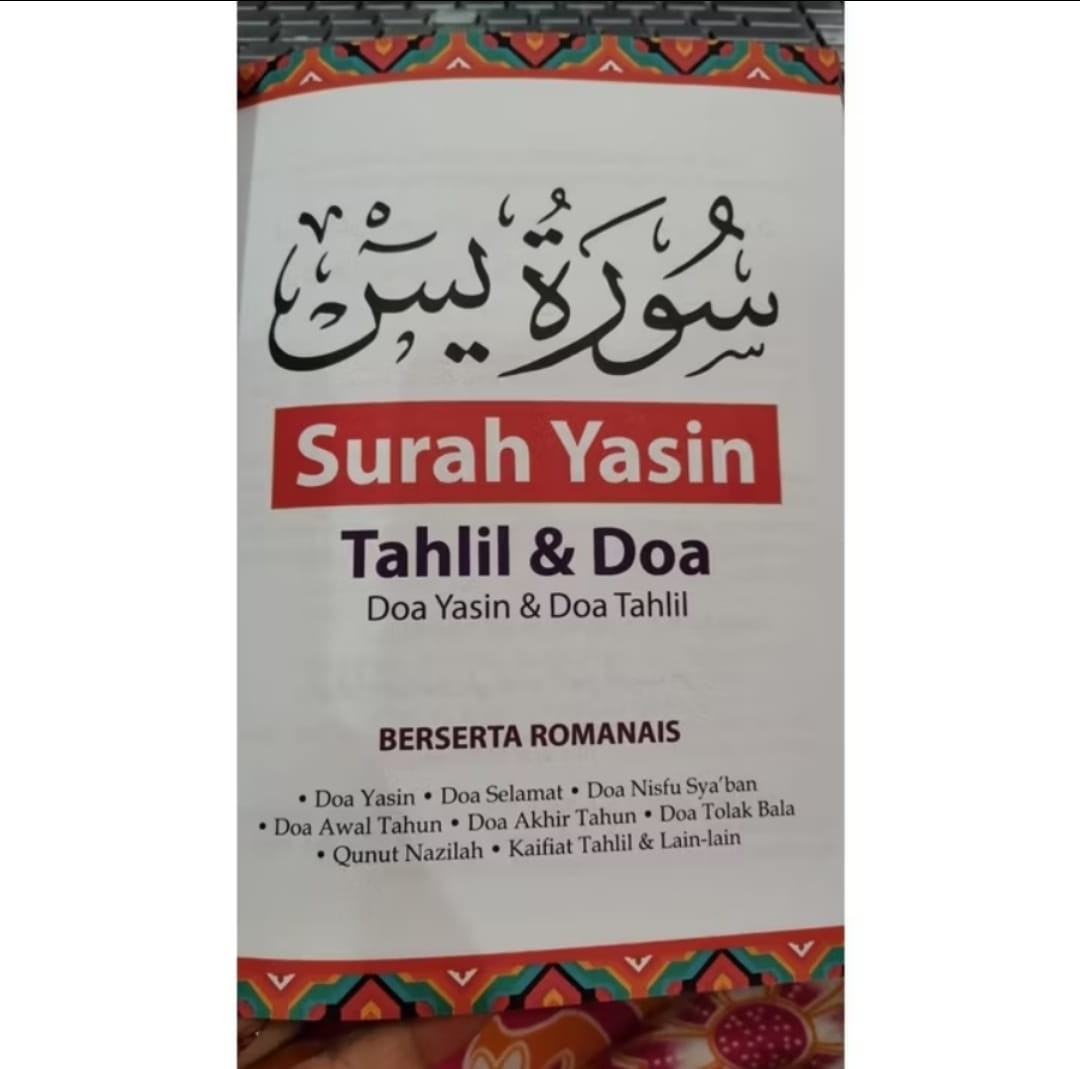 سُورَةُ يٰسٓ
Surah Yasin
Tahlil & Doa
Doa Yasin & Doa Tahlil
BERSERTA ROMANAIS
• Doa Yasin • Doa Selamat • Doa Nisfu Sya'ban
• Doa Awal Tahun • Doa Akhir Tahun • Doa Tolak Bala
• Qunut Nazilah • Kaifiat Tahlil & Lain-lain